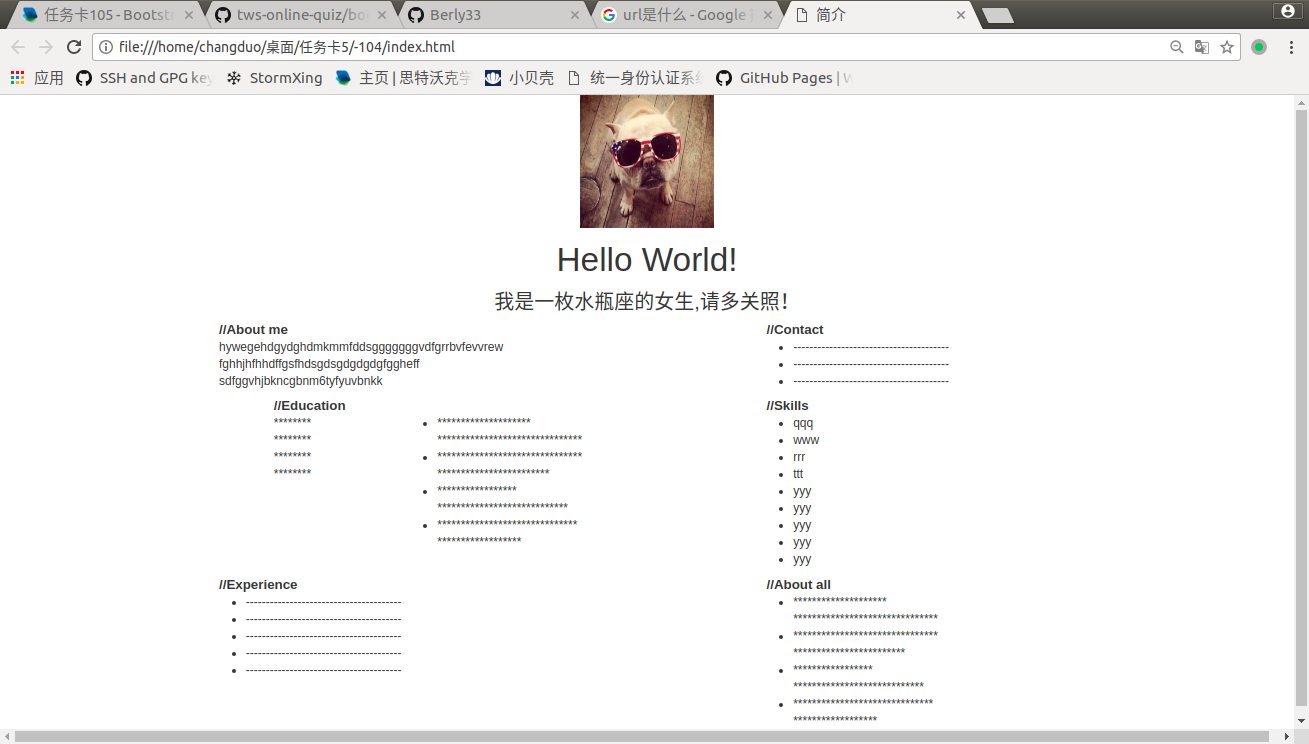 任务卡105 - Bootstr
tws-online-quiz/boo
Berly33
url是什么 - Google
简介
file:///home/changduo/桌面/任务卡5/-104/index.html
应用
SSH and GPG key
StormXing
主页 | 思特沃克学
小贝壳
统一身份认证系统
GitHub Pages | W
Hello World!
我是一枚水瓶座的女生,请多关照!
//About me
hywegehdgydghdmkmmfddsgggggggvdfgrrbvfevvrew
fghhjhfhhdffgsfhdsgdsgdgdgdgfggheff
sdfggvhjbkncgbnm6tyfyuvbnkk
//Contact
---------------------------------------
---------------------------------------
---------------------------------------
//Education
********
********
********
********
********************
*******************************
*******************************
************************
*****************
****************************
******************************
******************
//Skills
qqq
www
rrr
ttt
yyy
yyy
yyy
yyy
yyy
//Experience
---------------------------------------
---------------------------------------
---------------------------------------
---------------------------------------
---------------------------------------
//About all
********************
*******************************
*******************************
************************
*****************
****************************
******************************
******************